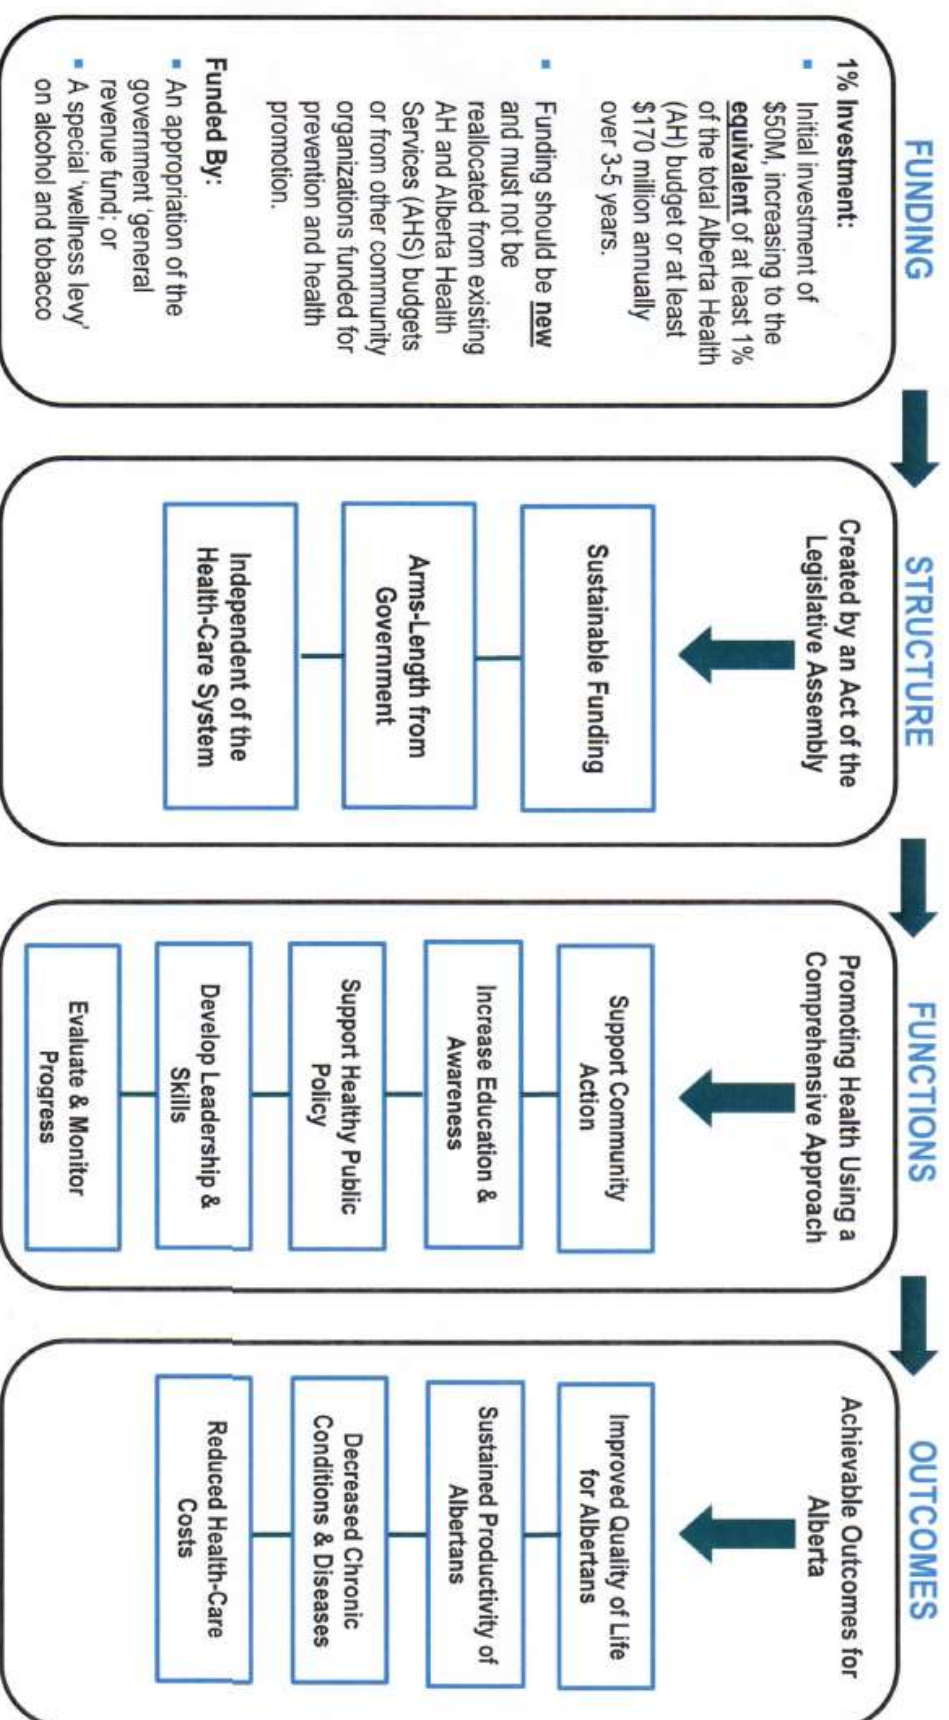 FUNDING
1% Investment:
▪ Initial investment of
$50M, increasing to the
equivalent of at least 1%
of the total Alberta Health
(AH) budget or at least
$170 million annually
over 3-5 years.
▪ Funding should be new
and must not be
reallocated from existing
AH and Alberta Health
Services (AHS) budgets
or from other community
organizations funded for
prevention and health
promotion.
Funded By:
▪ An appropriation of the
government 'general
revenue fund; or
▪ A special 'wellness levy'
on alcohol and tobacco
STRUCTURE
Created by an Act of the
Legislative Assembly
Sustainable Funding
Arms-Length from
Government
Independent of the
Health-Care System
FUNCTIONS
Promoting Health Using a
Comprehensive Approach
Support Community
Action
Increase Education &
Awareness
Support Healthy Public
Policy
Develop Leadership &
Skills
Evaluate & Monitor
Progress
OUTCOMES
Achievable Outcomes for
Alberta
Improved Quality of Life
for Albertans
Sustained Productivity of
Albertans
Decreased Chronic
Conditions & Diseases
Reduced Health-Care
Costs